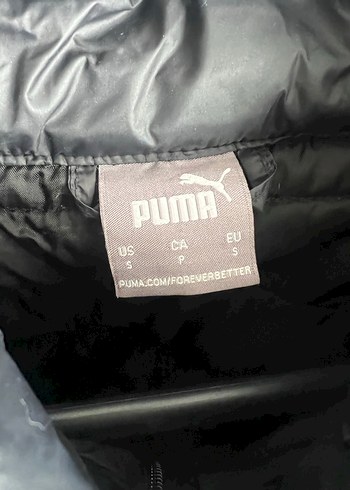 PUMA
US CA EU
S P S
PUMA.COM/FOREVERBETTER